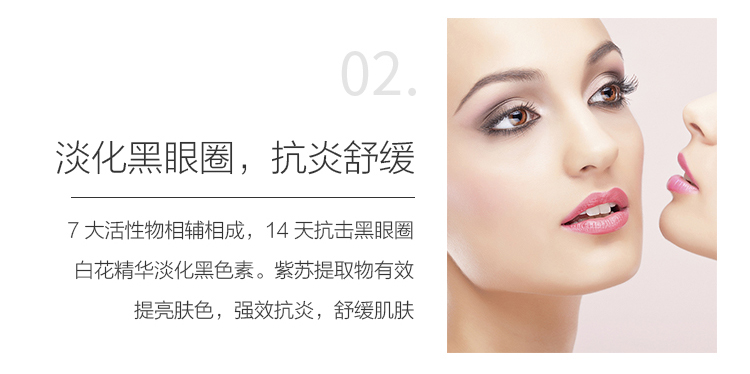 02.
淡化黑眼圈，抗炎舒缓
7 大活性物相辅相成，14 天抗击黑眼圈
白花精华淡化黑色素。紫苏提取物有效
提亮肤色，强效抗炎，舒缓肌肤